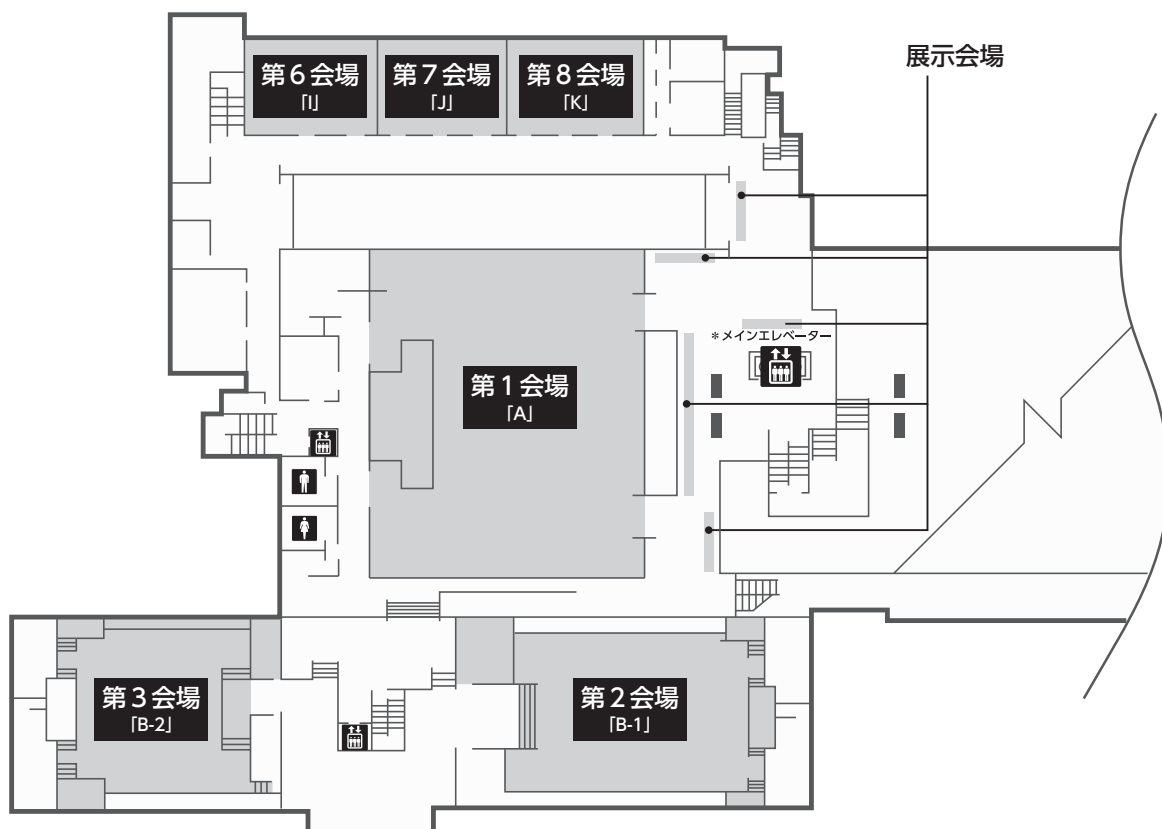 展示会場
第6会場
「I」
第7会場
「J」
第8会場
「K」
＊メインエレベーター
第1会場
「A」
第3会場
「B-2」
第2会場
「B-1」